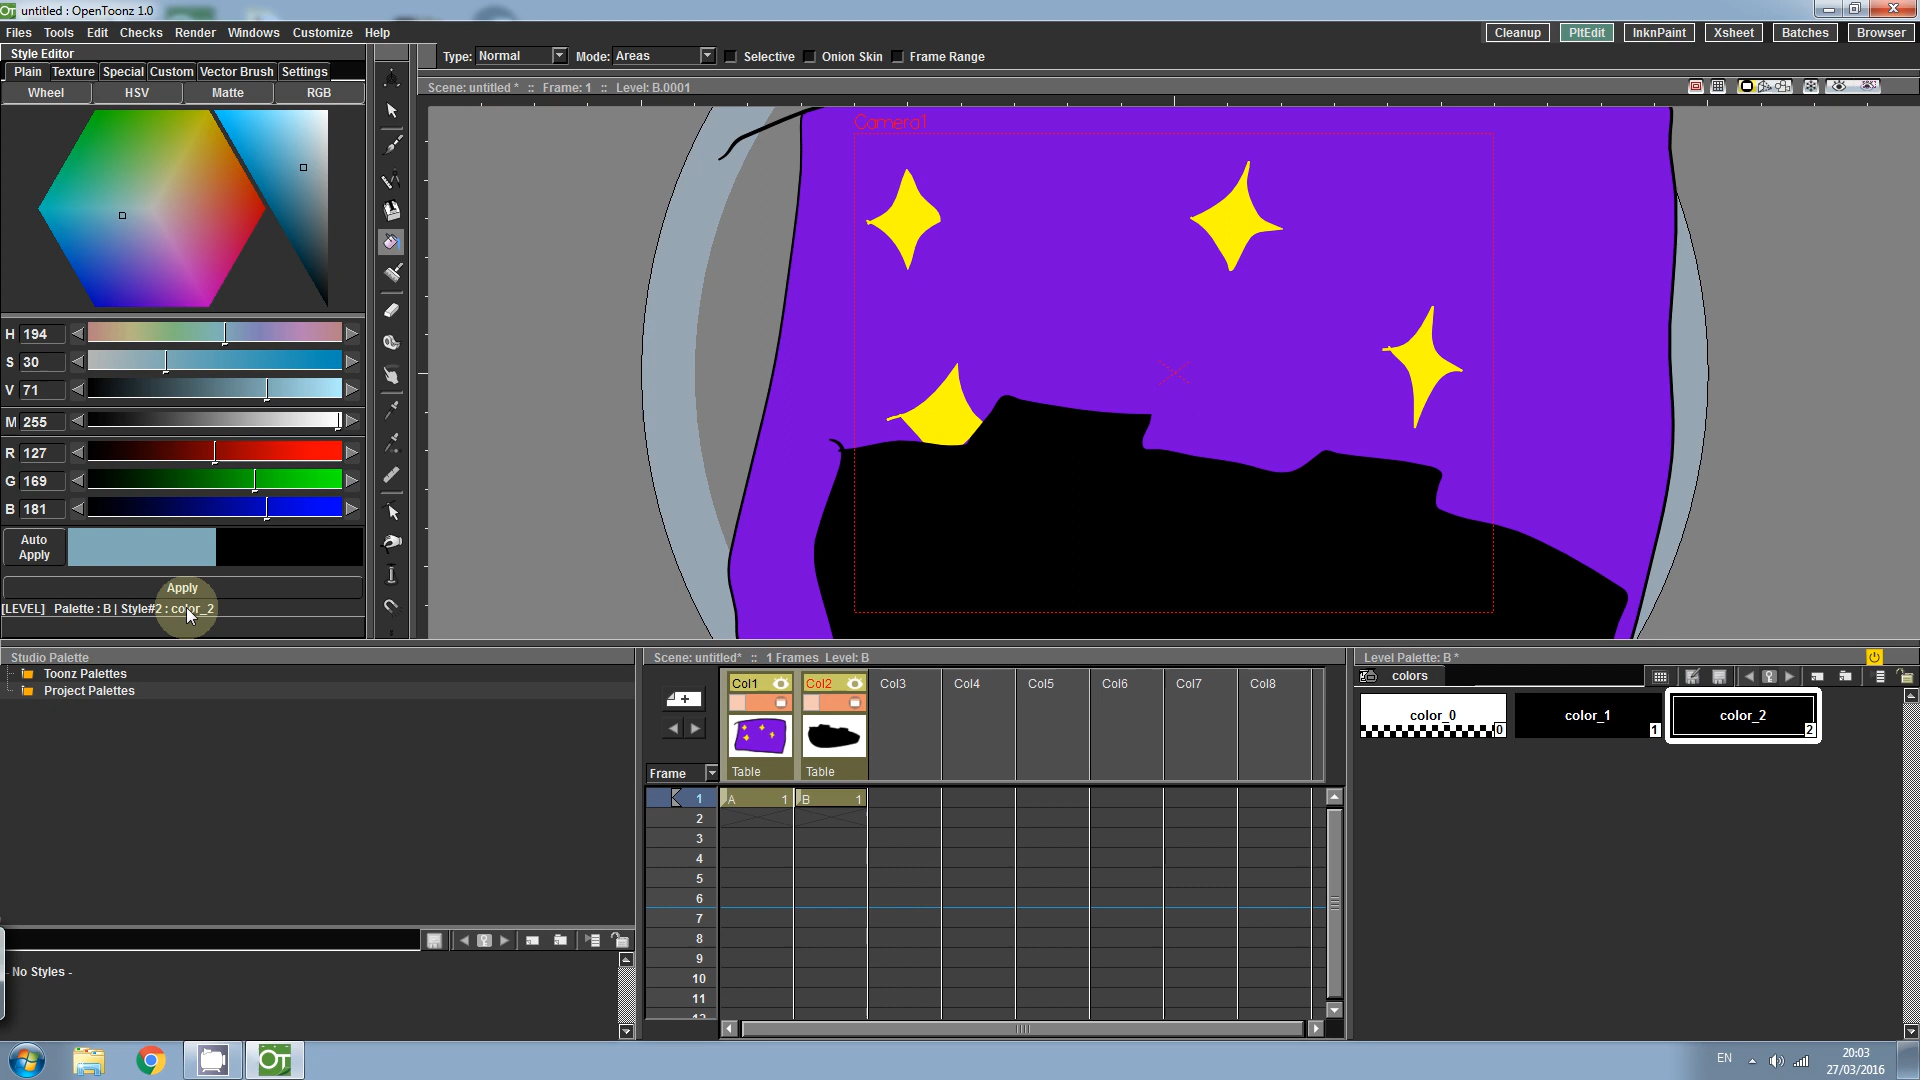 untitled : OpenToonz 1.0
Files Tools Edit Checks Render Windows Customize Help
Cleanup PltEdit InknPaint Xsheet Batches Browser
Style Editor
Type: Normal Mode: Areas Selective Onion Skin Frame Range
Plain Texture Special Custom Vector Brush Settings
Wheel HSV Matte RGB
Scene: untitled * :: Frame: 1 :: Level: B.0001
Camera1
H 194
S 30
V 71
M 255
R 127
G 169
B 181
Auto Apply
Apply
[LEVEL] Palette : B | Style#2 : color_2
Studio Palette
Toonz Palettes
Project Palettes
- No Styles -
Scene: untitled* :: 1 Frames Level: B
Col1 Col2 Col3 Col4 Col5 Col6 Col7 Col8
Table Table
Frame
1 A 1 B 1
2
3
4
5
6
7
8
9
10
11
12
Level Palette: B *
colors
color_0 0 color_1 1 color_2 2
OT
EN
20:03
27/03/2016